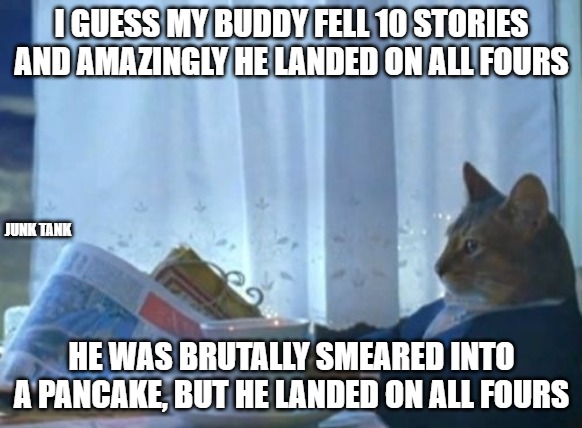 I GUESS MY BUDDY FELL 10 STORIES
AND AMAZINGLY HE LANDED ON ALL FOURS
JUNK TANK
HE WAS BRUTALLY SMEARED INTO
A PANCAKE, BUT HE LANDED ON ALL FOURS